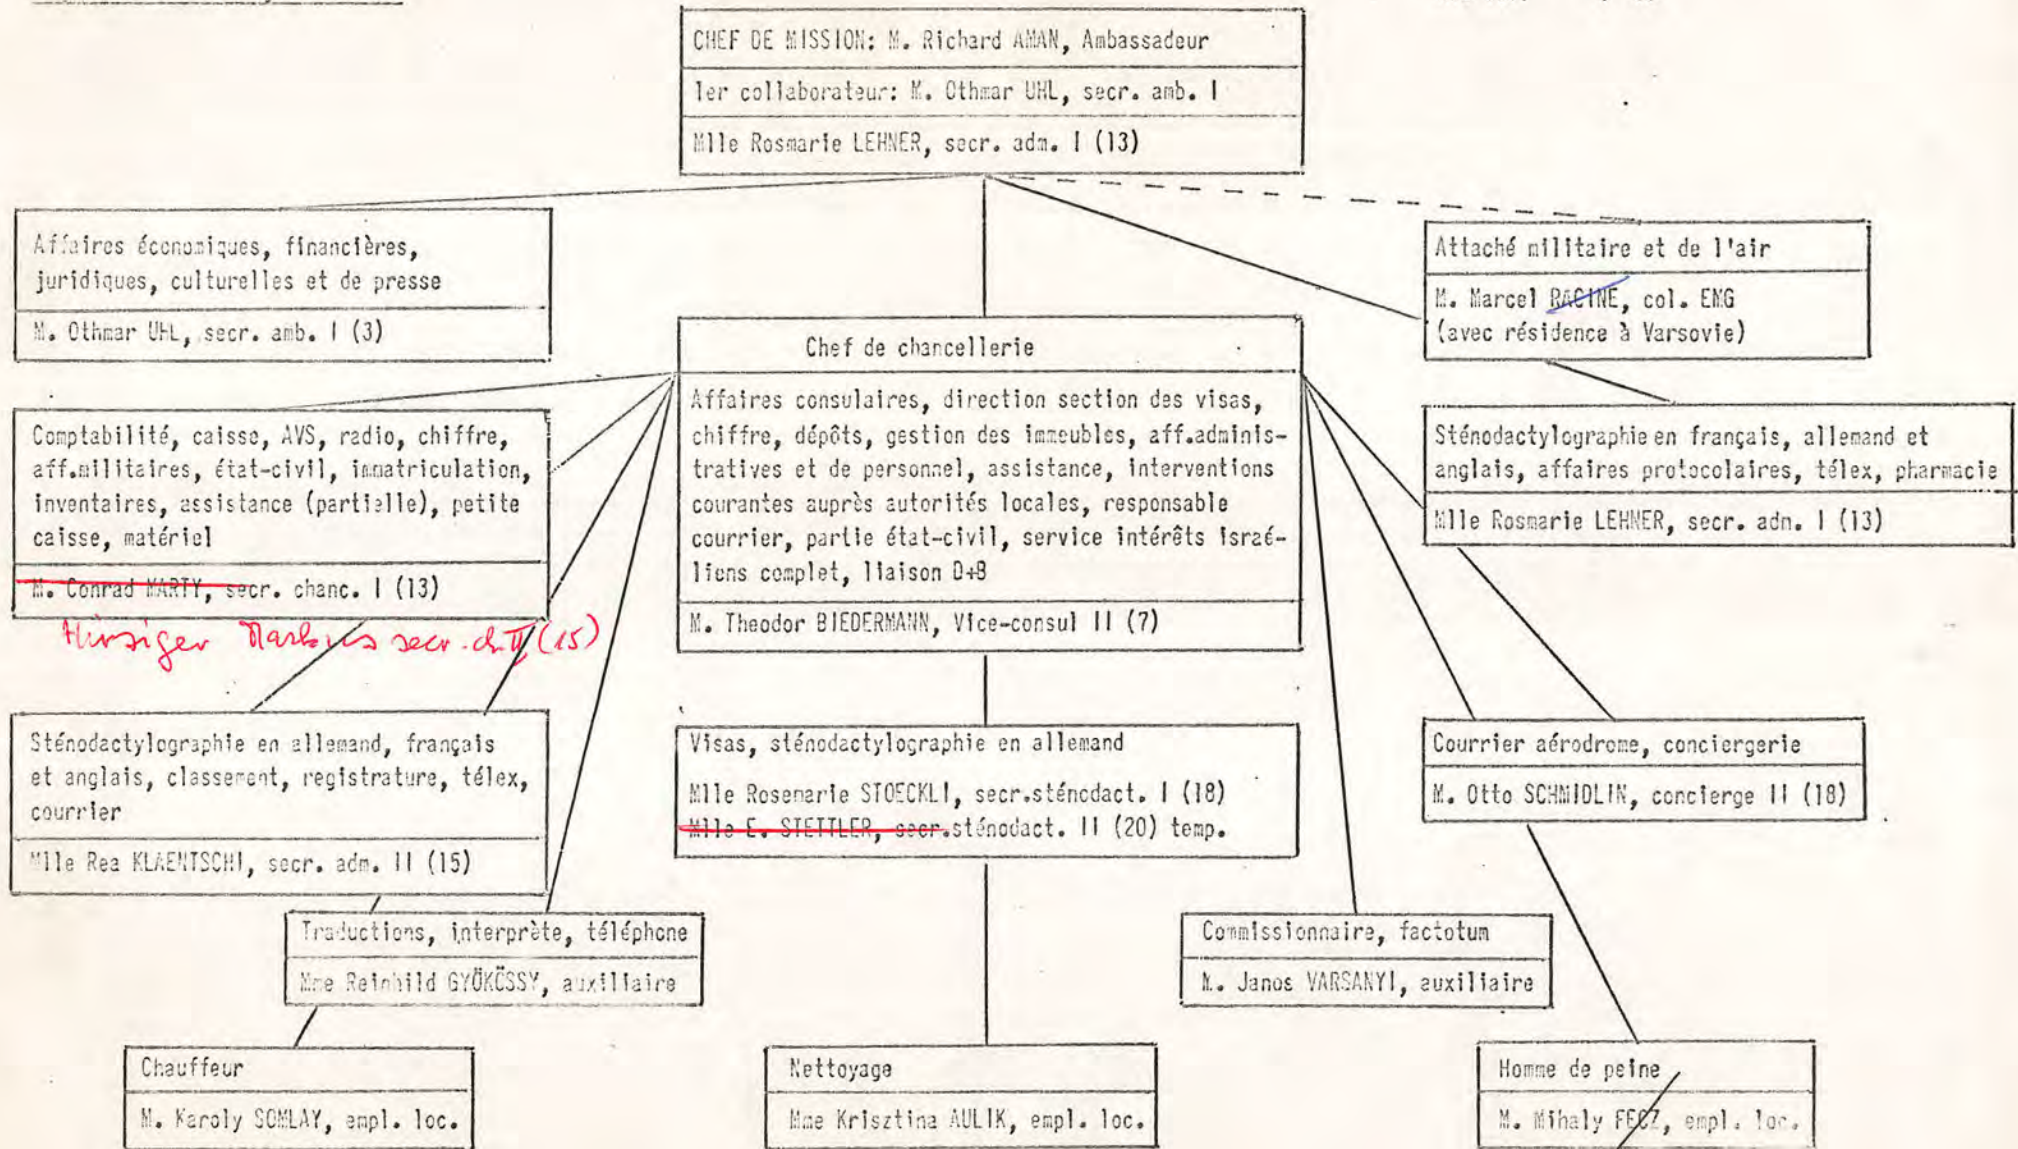 CHEF DE MISSION: M. Richard AMAN, Ambassadeur
1er collaborateur: M. Othmar UHL, secr. amb. I
Mlle Rosmarie LEHNER, secr. adm. I (13)
Affaires économiques, financières,
juridiques, culturelles et de presse
M. Othmar UHL, secr. amb. I (3)
Attaché militaire et de l'air
M. Marcel RACINE, col. EMG
(avec résidence à Varsovie)
Chef de chancellerie
Affaires consulaires, direction section des visas,
chiffre, dépôts, gestion des immeubles, aff.adminis-
tratives et de personnel, assistance, interventions
courantes auprès autorités locales, responsable
courrier, partie état-civil, service intérêts israé-
liens complet, liaison D+B
M. Theodor BIEDERMANN, Vice-consul II (7)
Comptabilité, caisse, AVS, radio, chiffre,
aff.militaires, état-civil, immatriculation,
inventaires, assistance (partielle), petite
caisse, matériel
M. Conrad MARTY, secr. chanc. I (13)
Hirsiger Markus secr. ch. II (15)
Sténodactylographie en français, allemand et
anglais, affaires protocolaires, télex, pharmacie
Mlle Rosmarie LEHNER, secr. adm. I (13)
Sténodactylographie en allemand, français
et anglais, classement, registrature, télex,
courrier
Mlle Rea KLAENTSCHI, secr. adm. II (15)
Visas, sténodactylographie en allemand
Mlle Rosemarie STOECKLI, secr.sténodact. I (18)
Mlle E. STETTLER, secr.sténodact. II (20) temp.
Courrier aérodrome, conciergerie
M. Otto SCHMIDLIN, concierge II (18)
Traductions, interprète, téléphone
Mme Reinhild GYÖKÖSSY, auxiliaire
Commissionnaire, factotum
M. Janos VARSANYI, auxiliaire
Chauffeur
M. Karoly SOMLAY, empl. loc.
Nettoyage
Mme Krisztina AULIK, empl. loc.
Homme de peine
M. Mihaly FECZ, empl. loc.